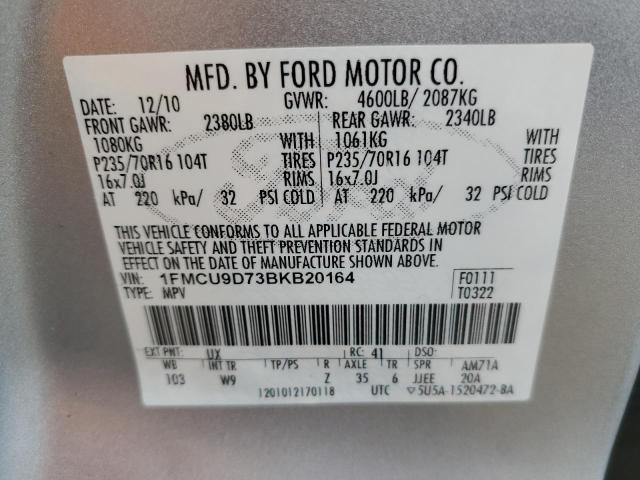 MFD. BY FORD MOTOR CO.
DATE: 12/10 GVWR: 4600LB/ 2087KG
FRONT GAWR: 2380LB REAR GAWR: 2340LB
1080KG WITH 1061KG WITH
P235/70R16 104T TIRES P235/70R16 104T TIRES
16x7.0J RIMS 16x7.0J RIMS
AT 220 kPa/ 32 PSI COLD AT 220 kPa/ 32 PSI COLD
THIS VEHICLE CONFORMS TO ALL APPLICABLE FEDERAL MOTOR
VEHICLE SAFETY AND THEFT PREVENTION STANDARDS IN
EFFECT ON THE DATE OF MANUFACTURE SHOWN ABOVE.
VIN: 1FMCU9D73BKB20164 F0111
TYPE: MPV T0322
EXT PNT: UX RC: 41 DSO:
WB INT TR TP/PS R AXLE TR SPR AM71A
103 W9 Z 35 6 JJEE 20A
1201012170118 UTC ▽5U5A-1520472-BA
Ford